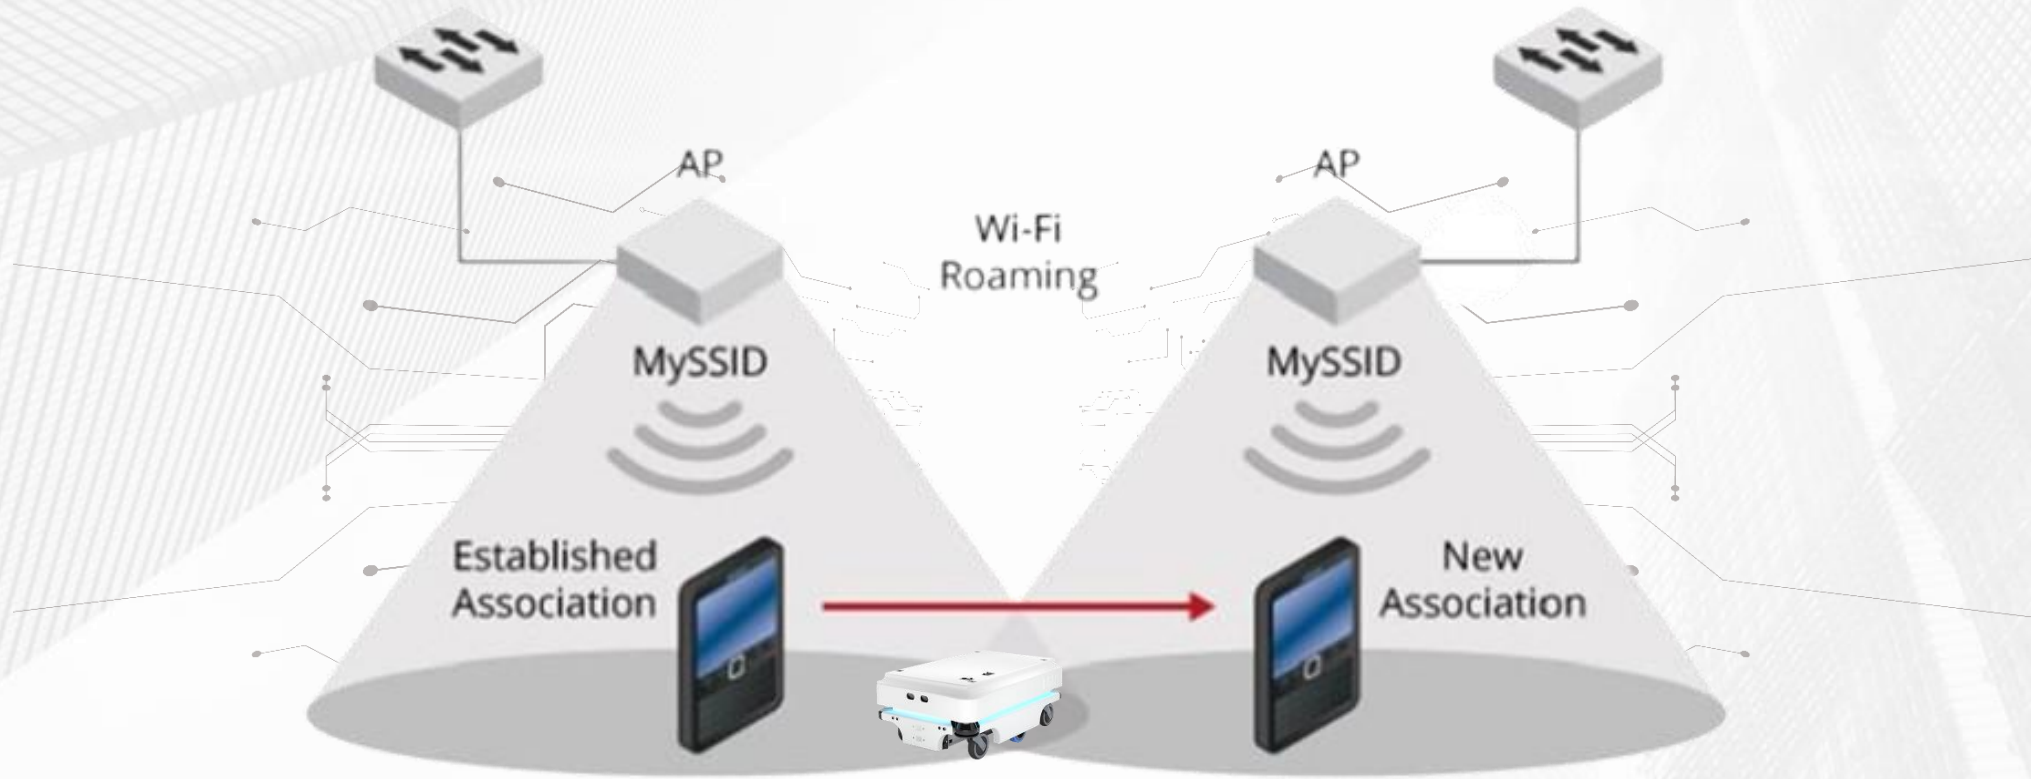 AP
AP
Wi-Fi
Roaming
MySSID
MySSID
Established
Association
New
Association